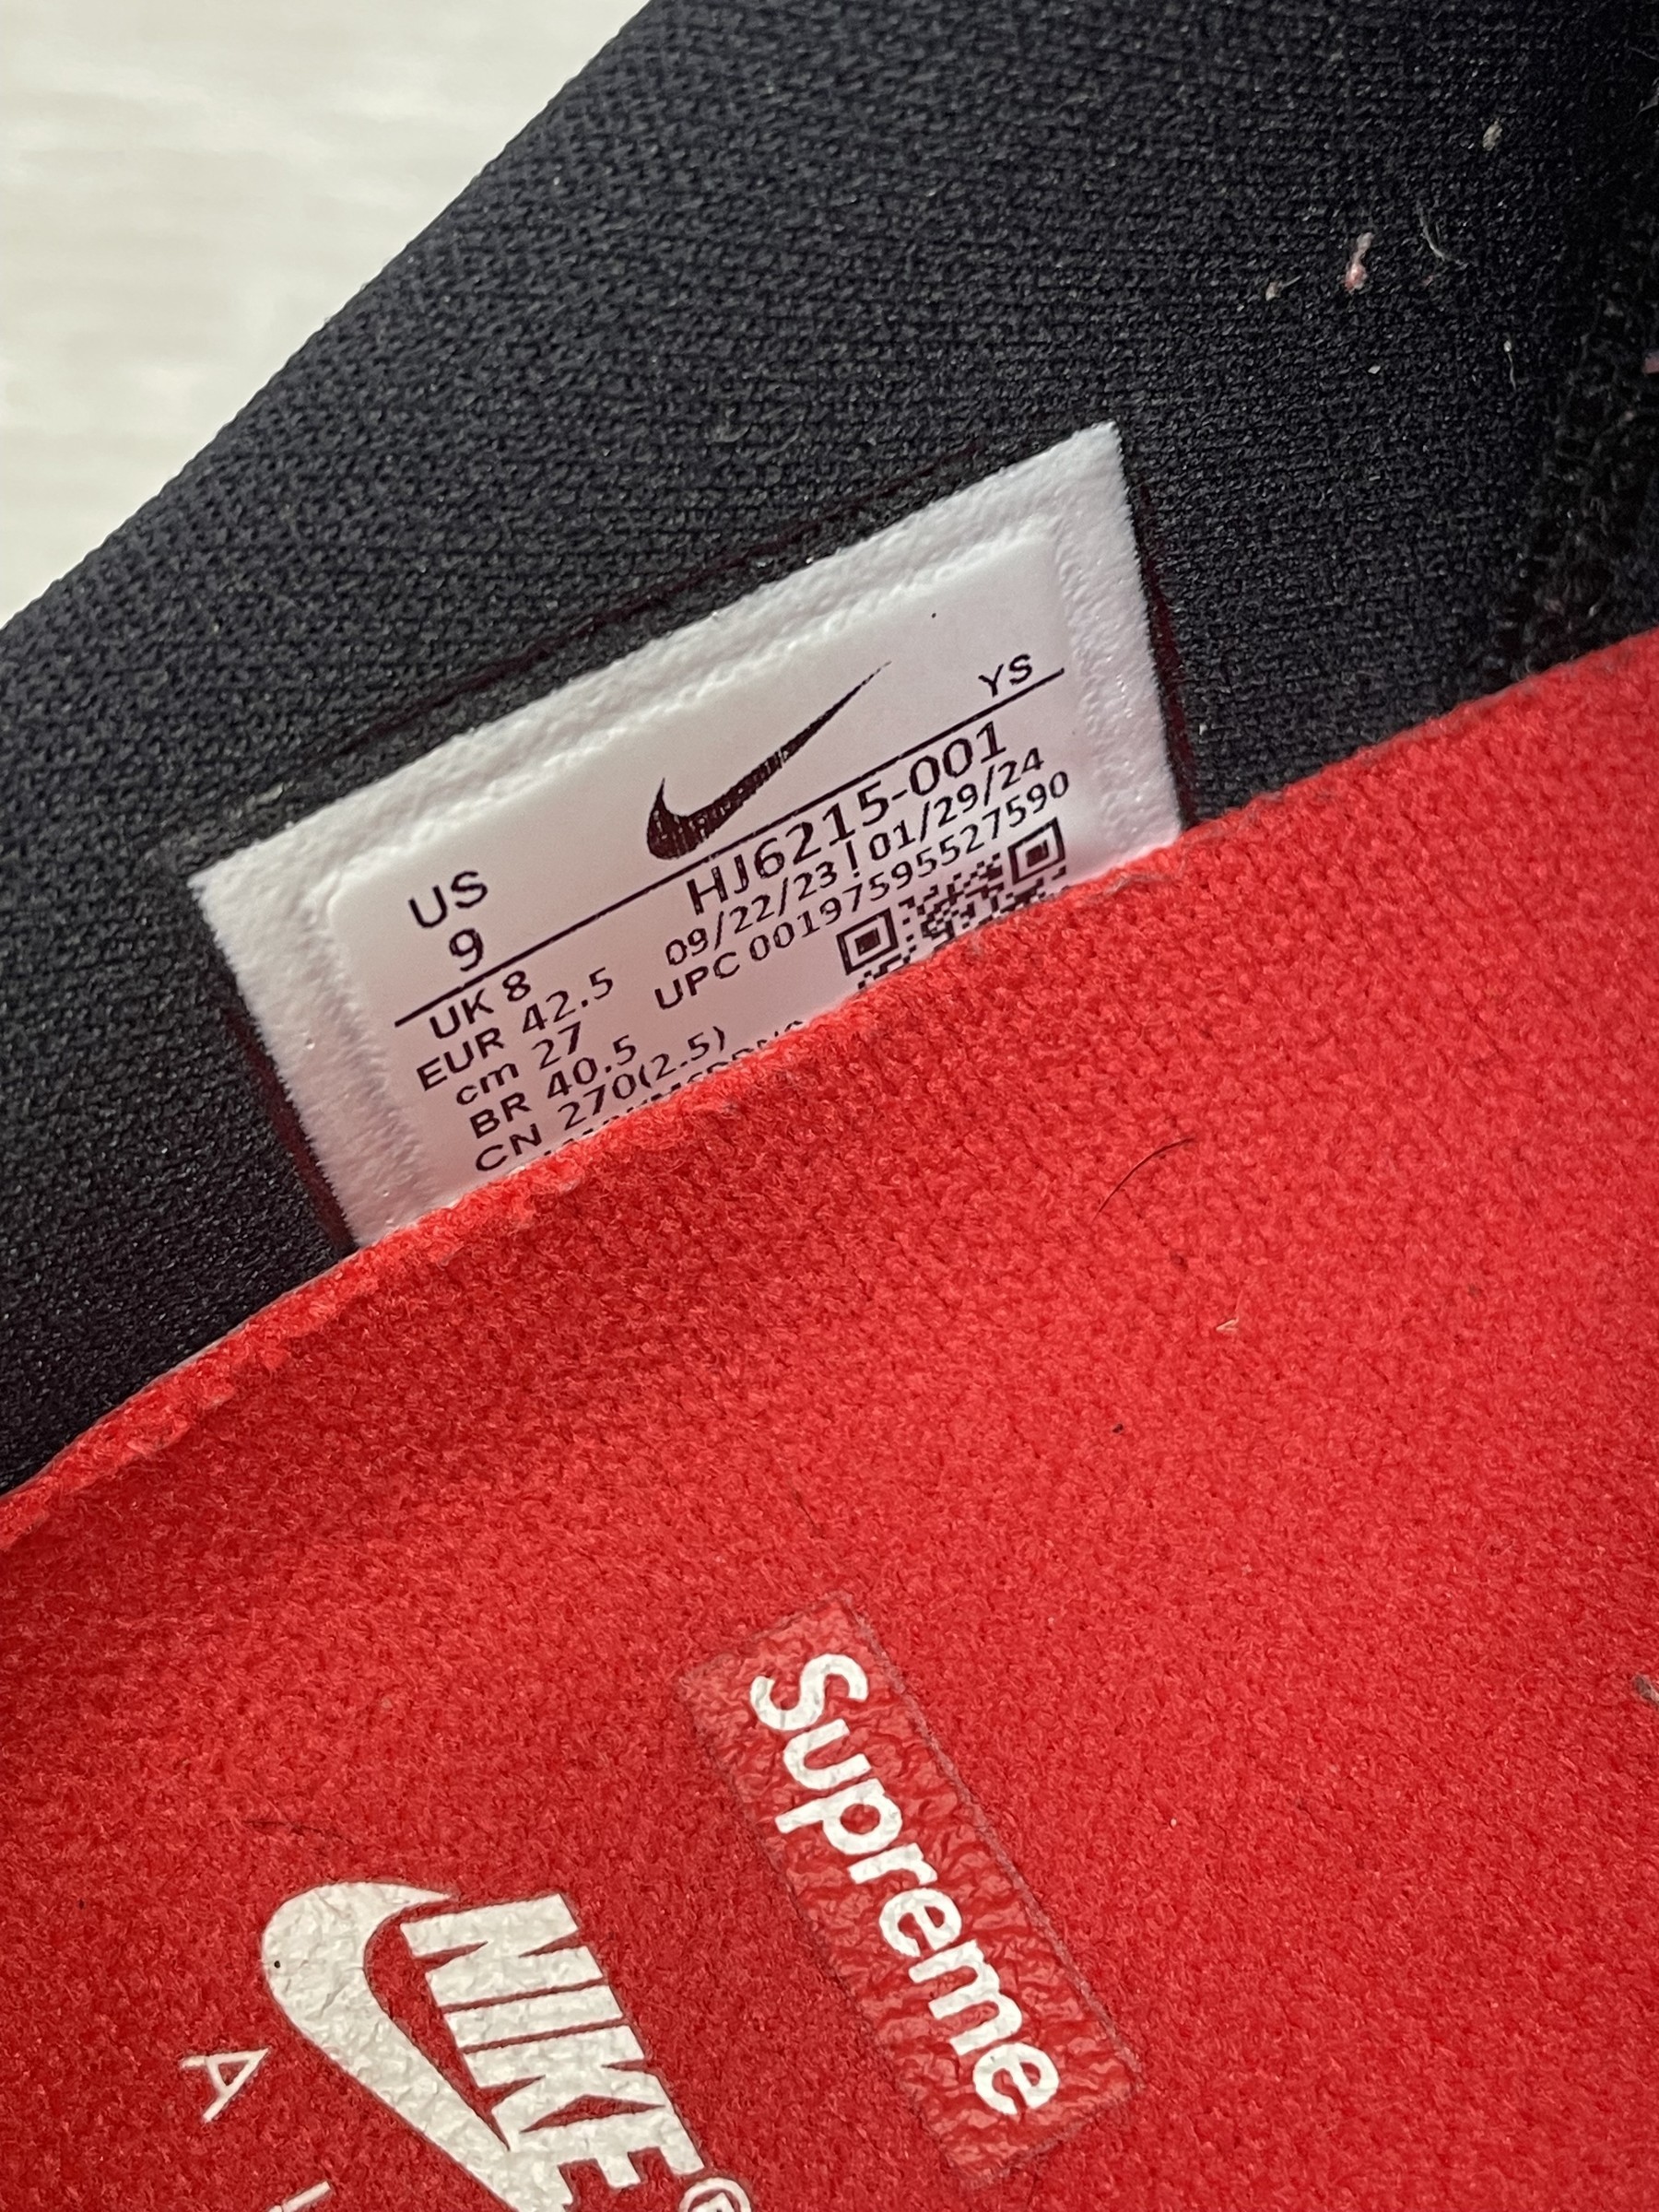 YS
US
9
UK 8
EUR 42.5
cm 27
BR 40.5
CN 270(2.5)
HJ6215-001
09/22/23 ! 01/29/24
UPC 00197595527590
Supreme
NIKE®
A